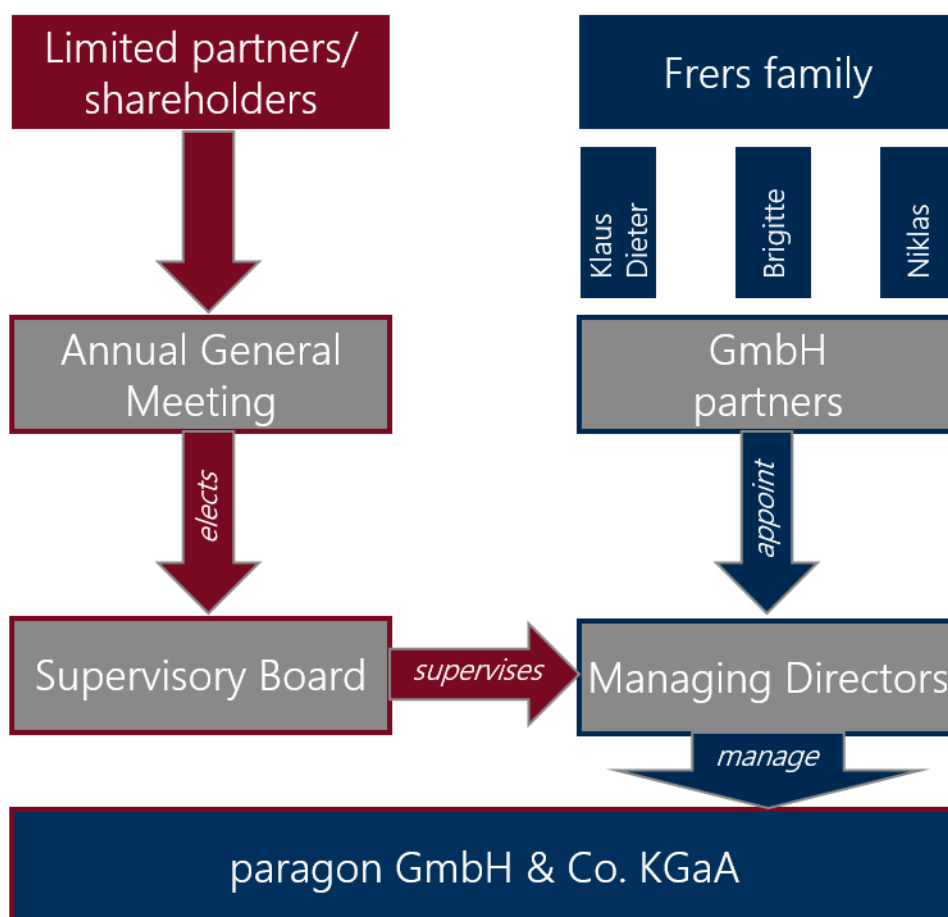 Limited partners/
shareholders
Frers family
Klaus
Dieter
Brigitte
Niklas
Annual General
Meeting
GmbH
partners
elects
appoint
Supervisory Board
supervises
Managing Directors
manage
paragon GmbH & Co. KGaA